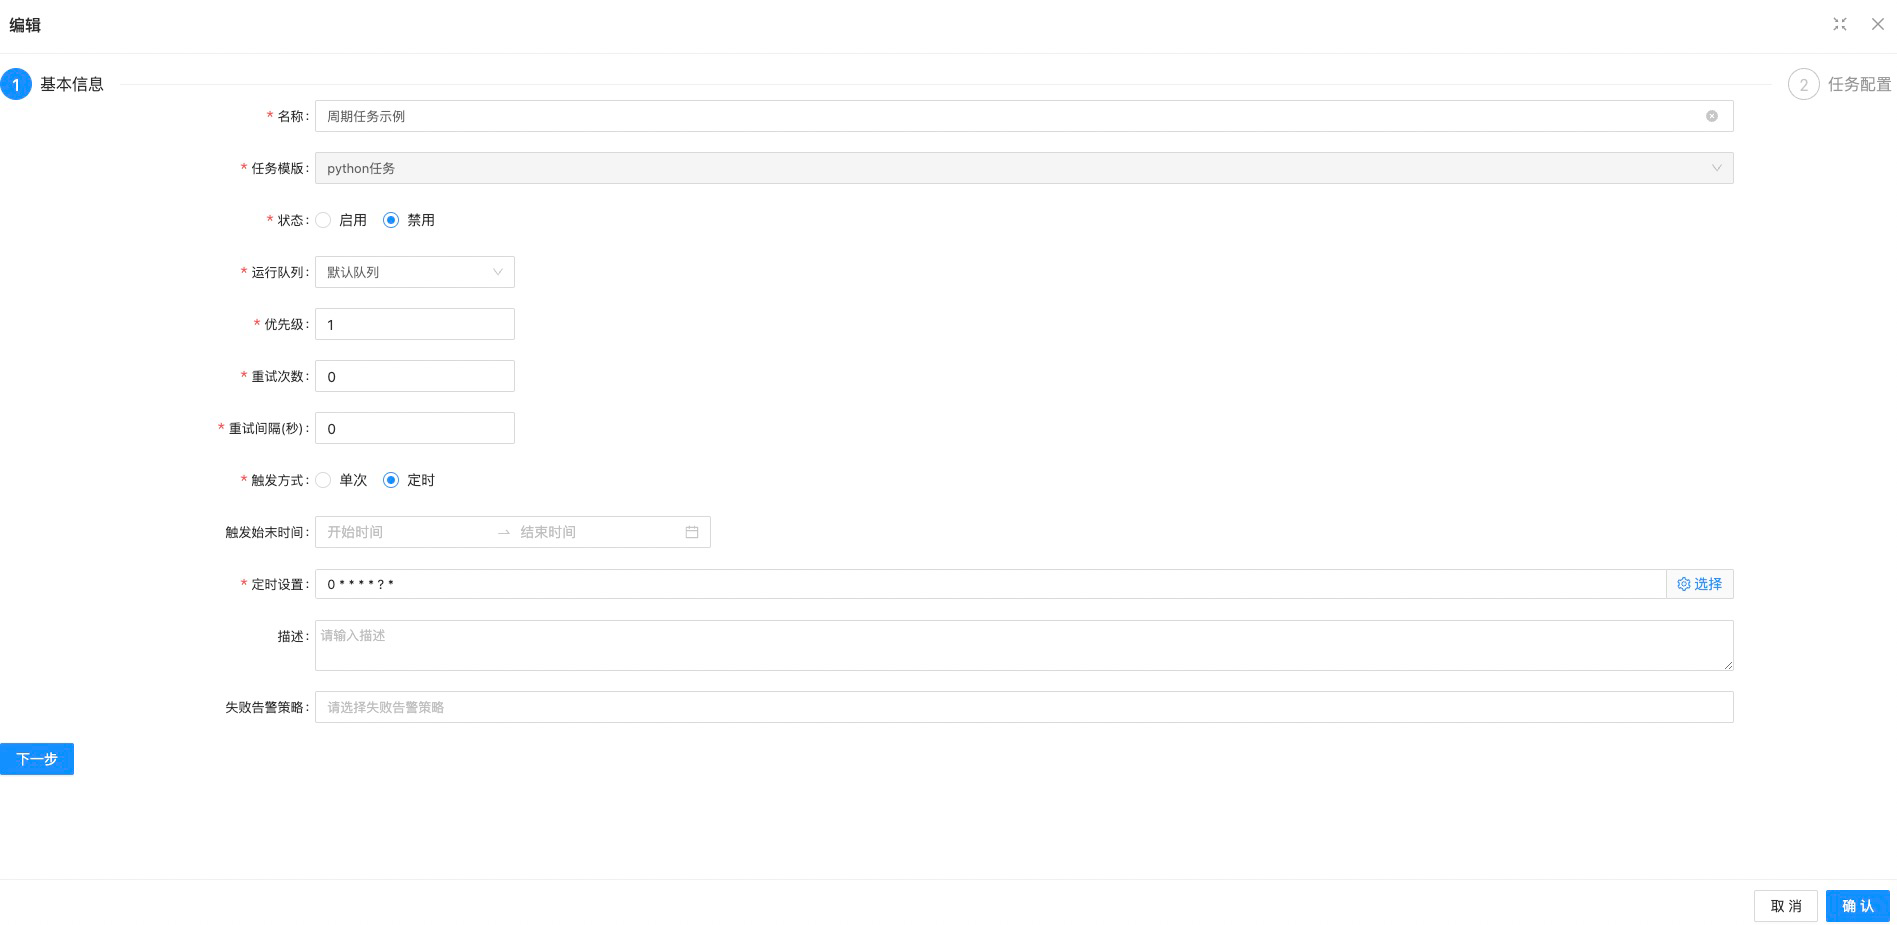 编辑
1 基本信息
2 任务配置
* 名称: 周期任务示例
* 任务模版: python任务
* 状态: 启用 禁用
* 运行队列: 默认队列
* 优先级: 1
* 重试次数: 0
* 重试间隔(秒): 0
* 触发方式: 单次 定时
触发始末时间: 开始时间 → 结束时间
* 定时设置: 0 * * * * ? * 选择
描述: 请输入描述
失败告警策略: 请选择失败告警策略
下一步
取 消 确 认